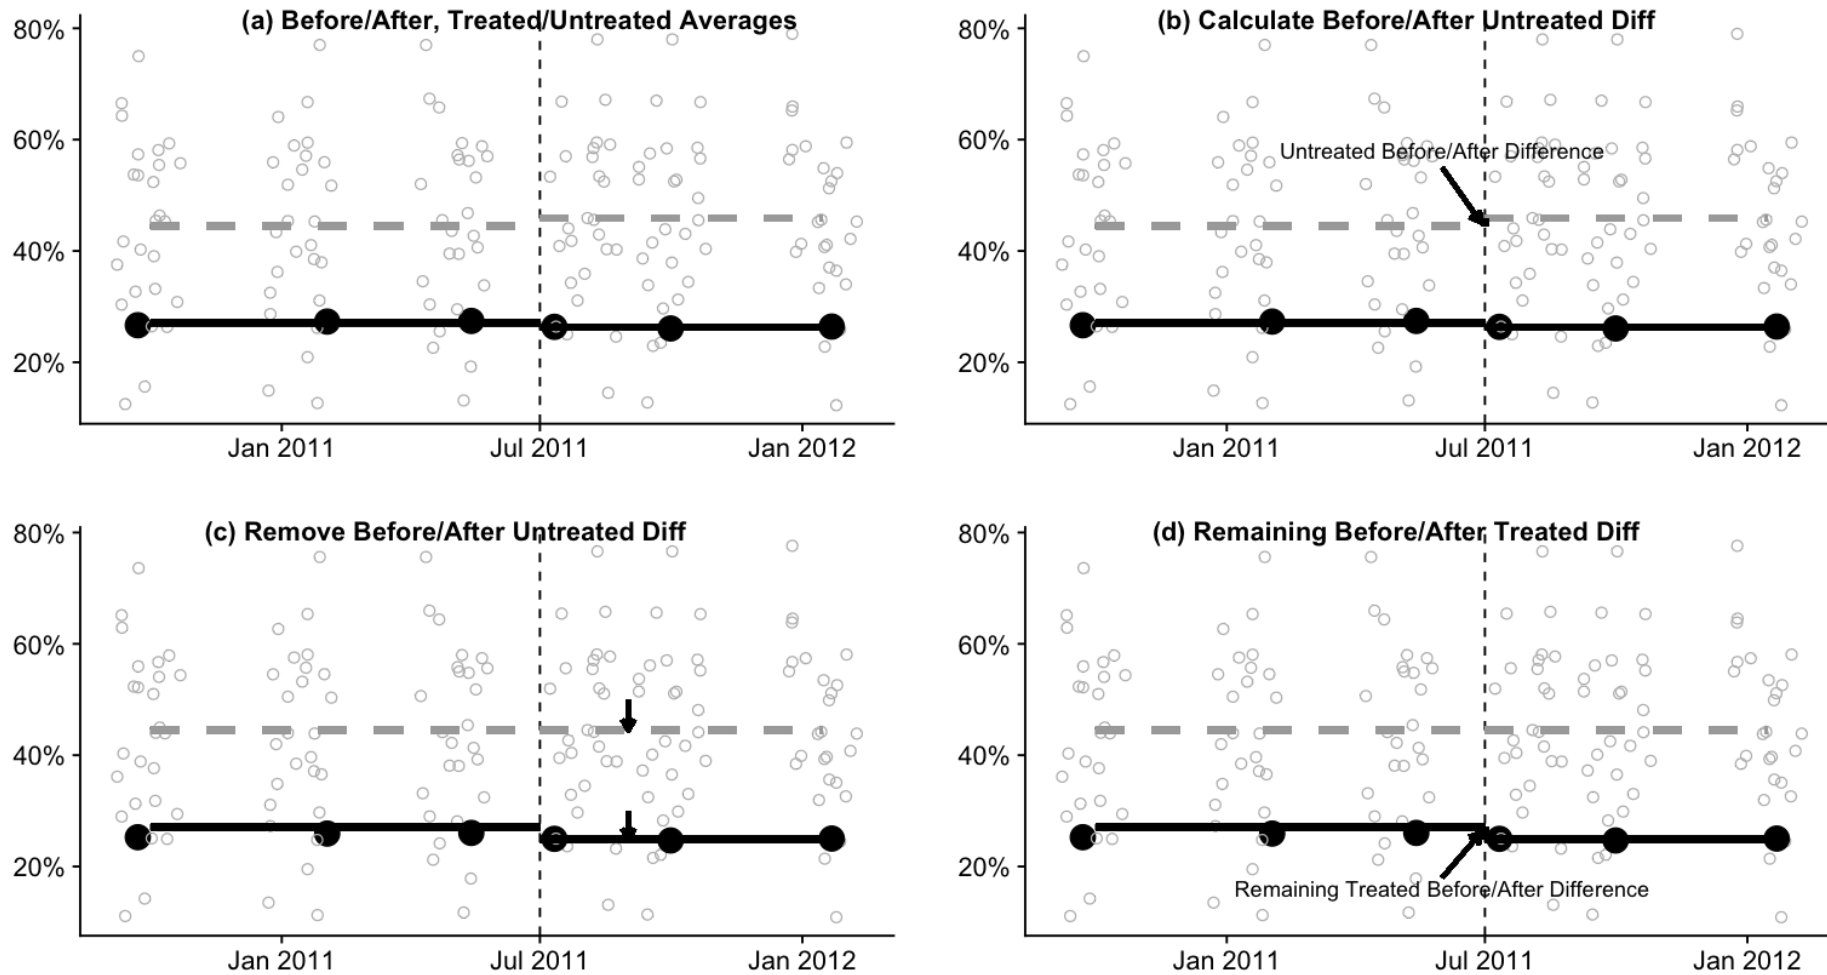 (a) Before/After, Treated/Untreated Averages
80%
60%
40%
20%
Jan 2011
Jul 2011
Jan 2012
(b) Calculate Before/After Untreated Diff
80%
60%
40%
20%
Untreated Before/After Difference
Jan 2011
Jul 2011
Jan 2012
(c) Remove Before/After Untreated Diff
80%
60%
40%
20%
Jan 2011
Jul 2011
Jan 2012
(d) Remaining Before/After Treated Diff
80%
60%
40%
20%
Remaining Treated Before/After Difference
Jan 2011
Jul 2011
Jan 2012